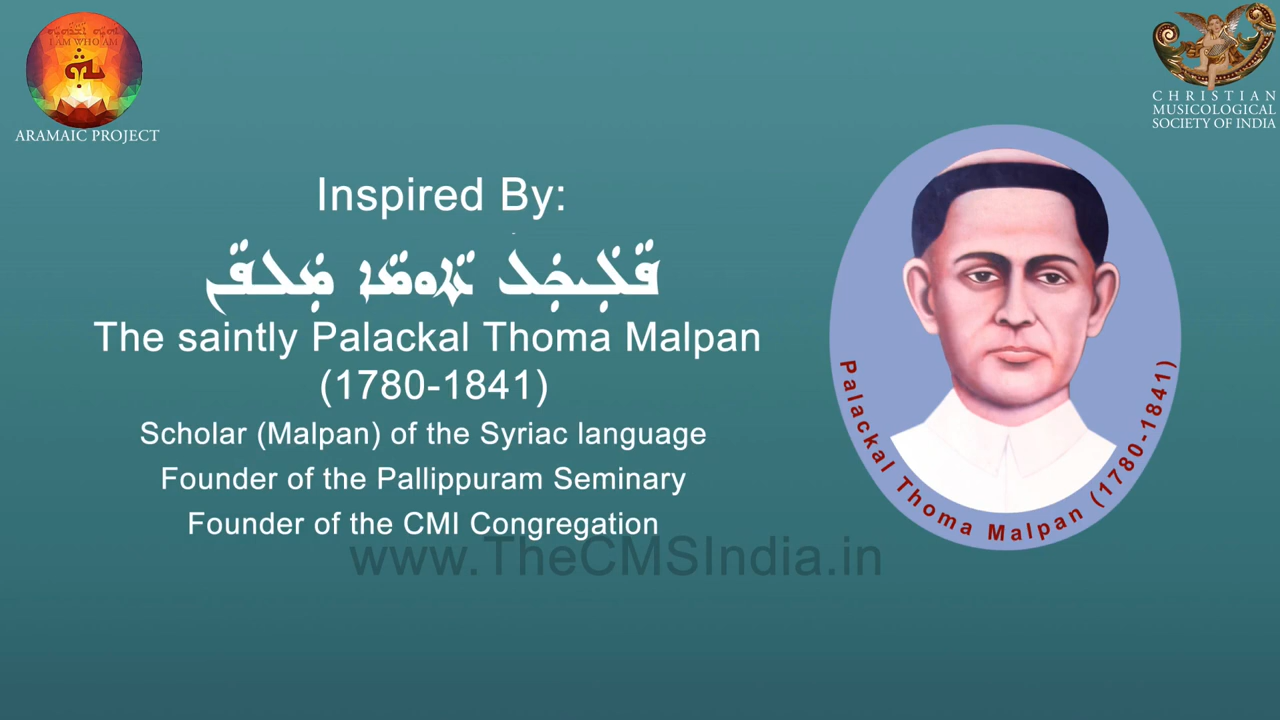 I AM WHO AM
ARAMAIC PROJECT
CHRISTIAN
MUSICOLOGICAL
SOCIETY OF INDIA
Inspired By:
The saintly Palackal Thoma Malpan
(1780-1841)
Scholar (Malpan) of the Syriac language
Founder of the Pallippuram Seminary
Founder of the CMI Congregation
www.TheCMSIndia.in
Palackal Thoma Malpan (1780-1841)